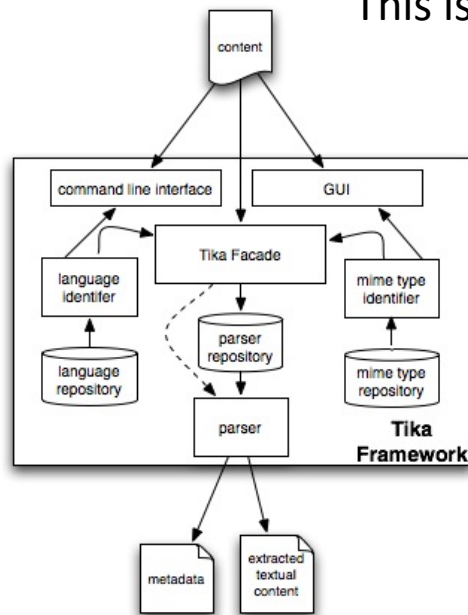 This is
content
command line interface
GUI
Tika Facade
language
identifer
mime type
identifier
parser
repository
language
repository
mime type
repository
parser
Tika
Framework
metadata
extracted
textual
content